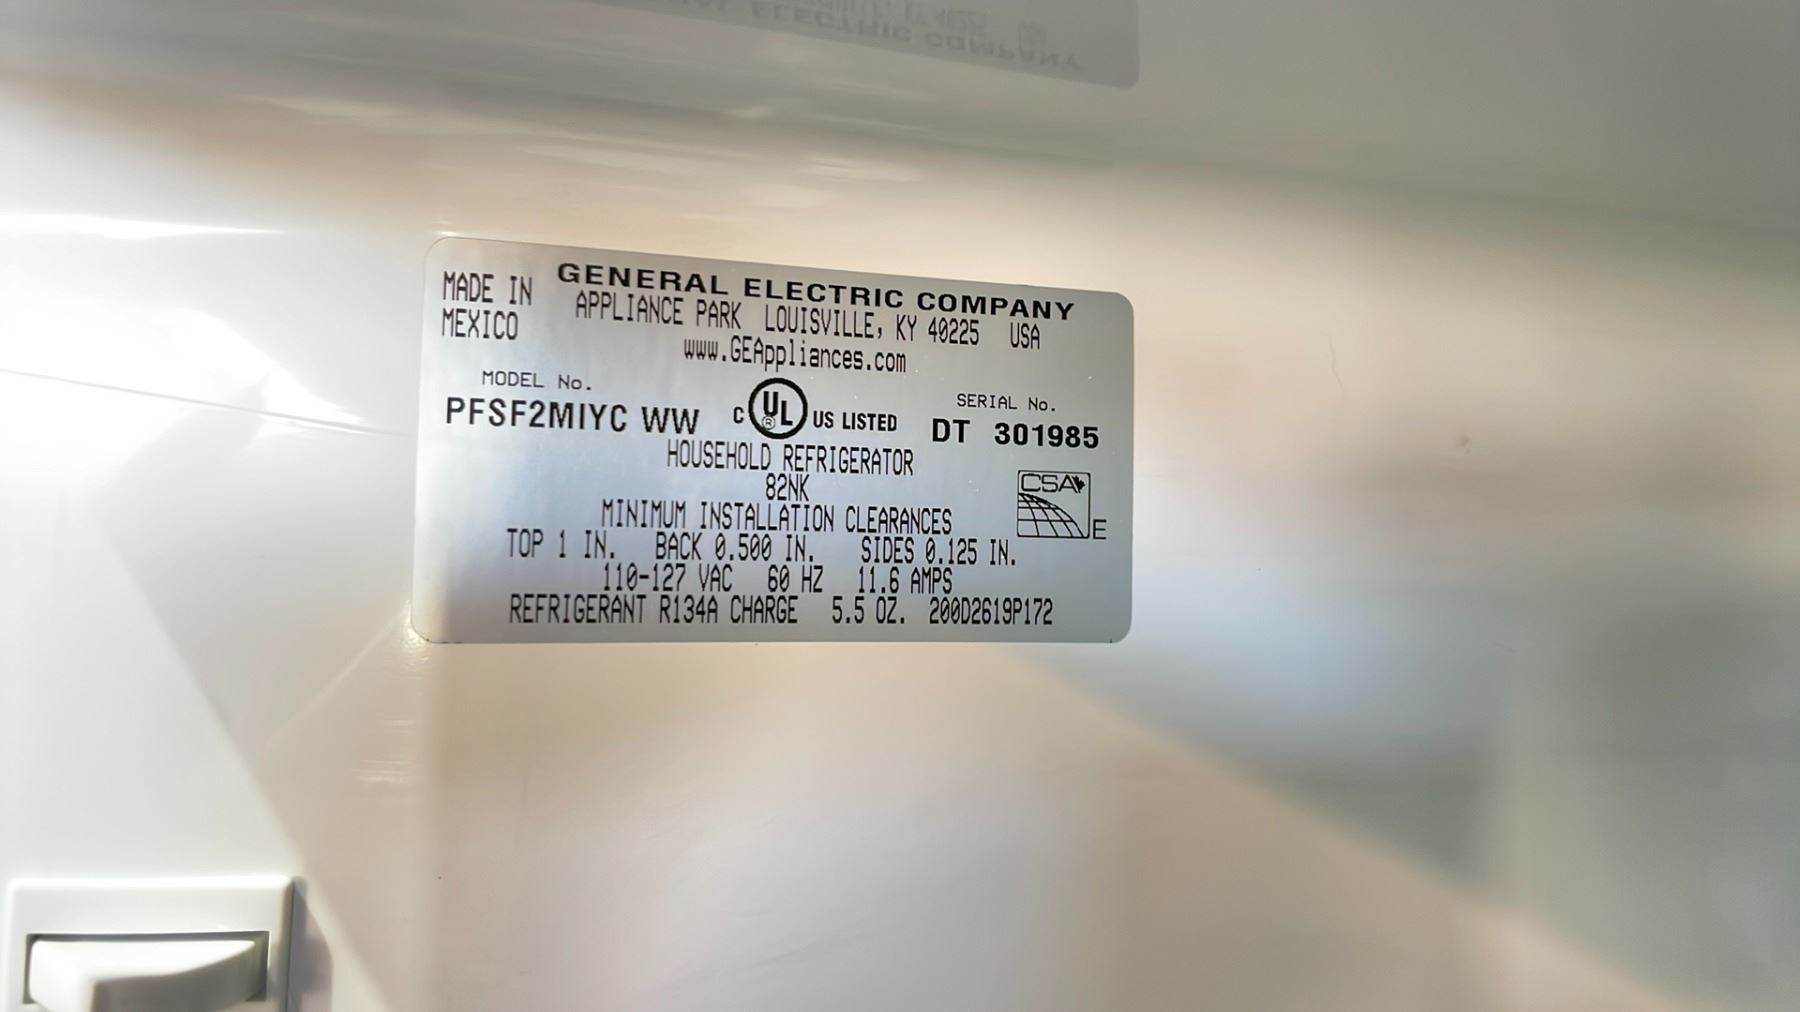 GENERAL ELECTRIC COMPANY
MADE IN MEXICO
GENERAL ELECTRIC COMPANY
APPLIANCE PARK LOUISVILLE, KY 40225 USA
www.GEAppliances.com
MODEL No.
PFSF2MIYC WW
C UL ® US LISTED
SERIAL No.
DT 301985
HOUSEHOLD REFRIGERATOR
82NK
CSA E
MINIMUM INSTALLATION CLEARANCES
TOP 1 IN. BACK 0.500 IN. SIDES 0.125 IN.
110-127 VAC 60 HZ 11.6 AMPS
REFRIGERANT R134A CHARGE 5.5 OZ. 200D2619P172